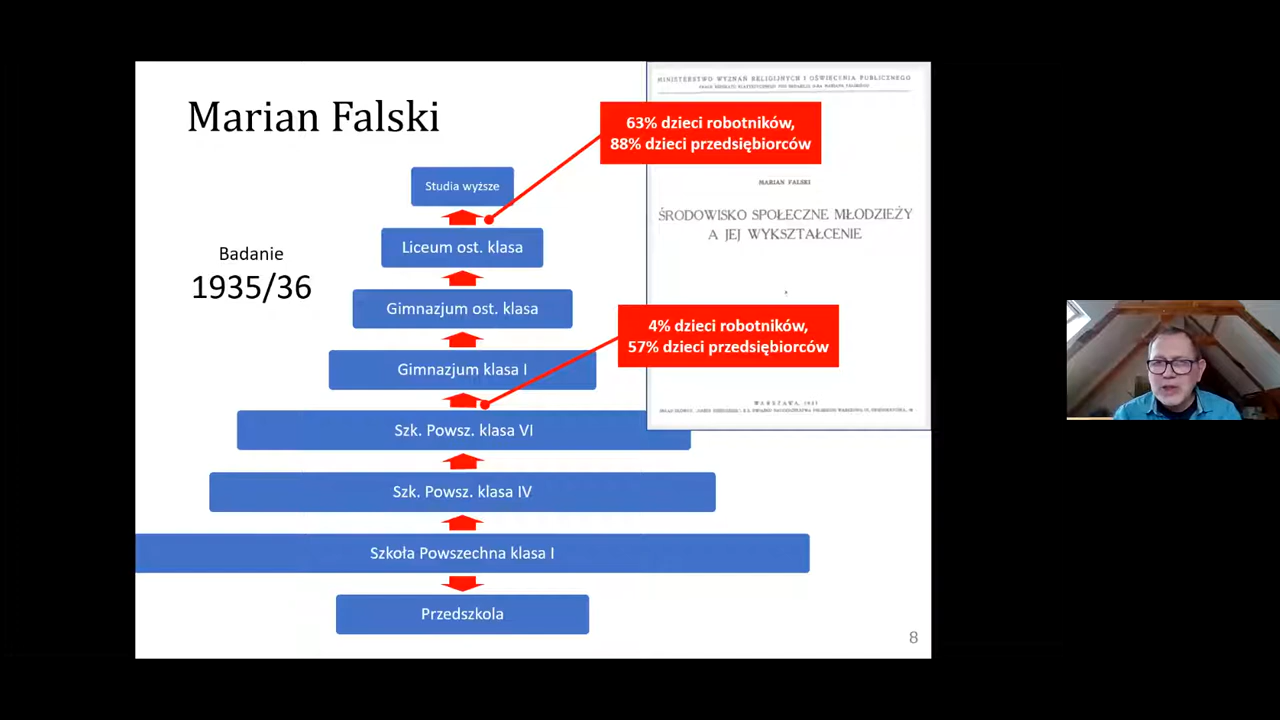 Marian Falski
Badanie
1935/36
Studia wyższe
Liceum ost. klasa
Gimnazjum ost. klasa
Gimnazjum klasa I
Szk. Powsz. klasa VI
Szk. Powsz. klasa IV
Szkoła Powszechna klasa I
Przedszkola
63% dzieci robotników,
88% dzieci przedsiębiorców
4% dzieci robotników,
57% dzieci przedsiębiorców
MINISTERSTWO WYZNAŃ RELIGIJNYCH I OŚWIECENIA PUBLICZNEGO
MARIAN FALSKI
ŚRODOWISKO SPOŁECZNE MŁODZIEŻY
A JEJ WYKSZTAŁCENIE
WARSZAWA,
8